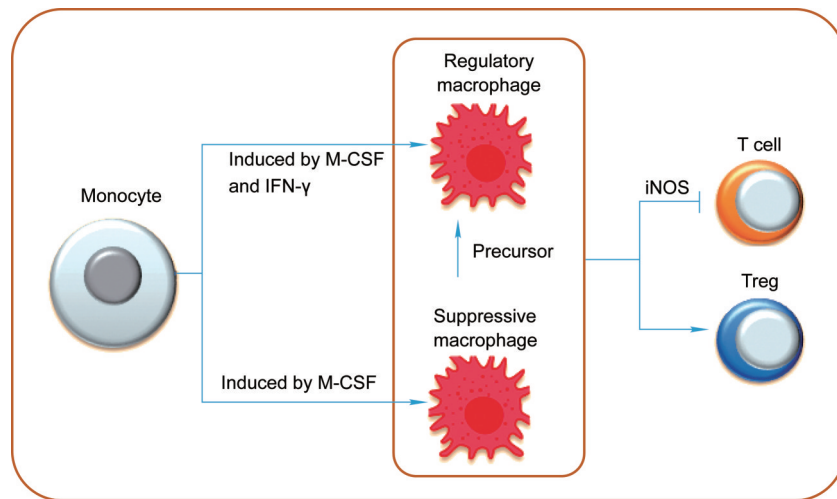 Monocyte
Induced by M-CSF
and IFN-γ
Induced by M-CSF
Regulatory
macrophage
Precursor
Suppressive
macrophage
iNOS
T cell
Treg